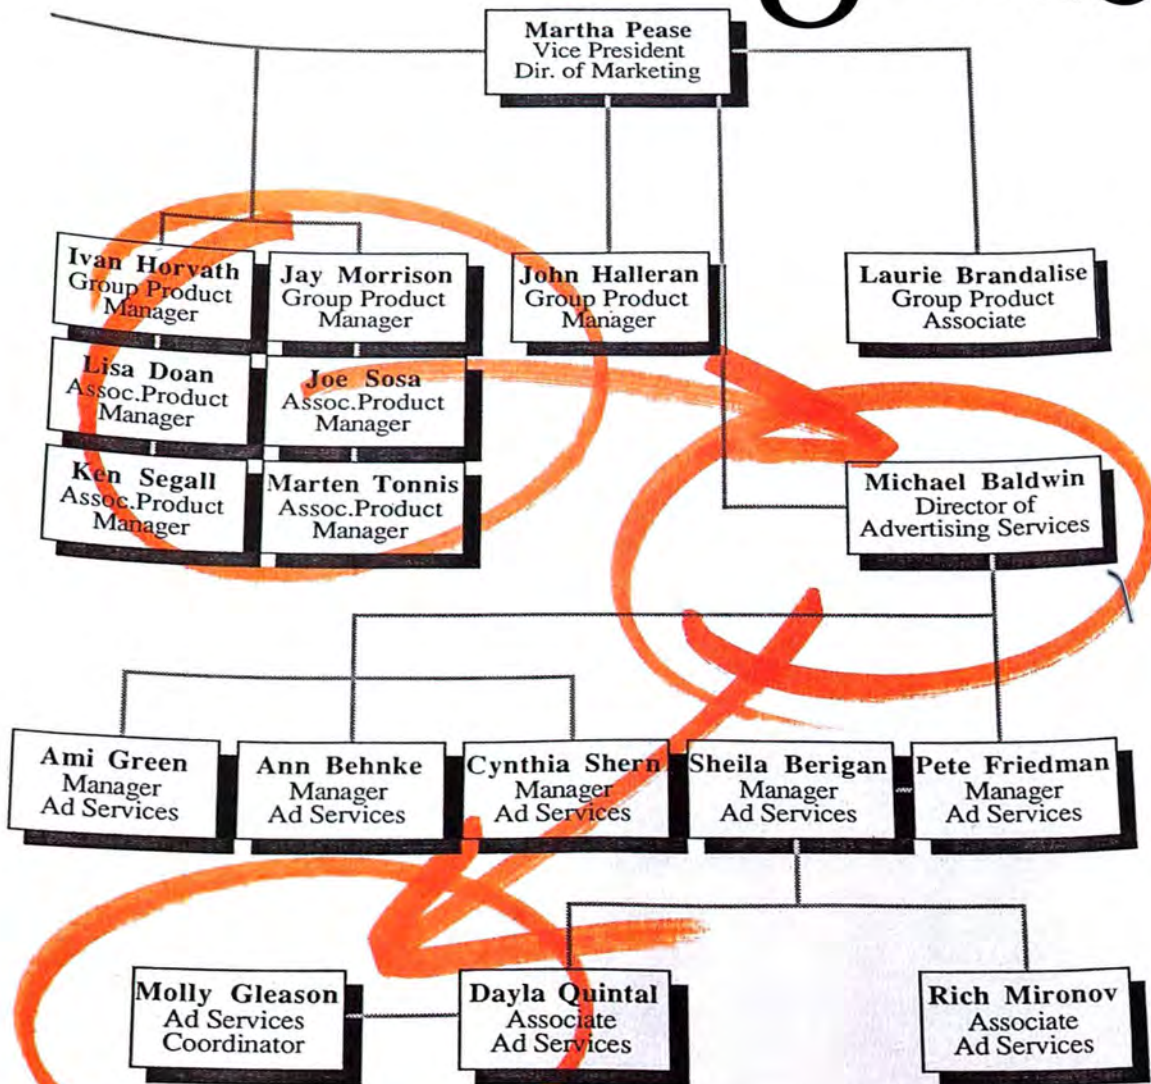 Martha Pease
Vice President
Dir. of Marketing
Ivan Horvath
Group Product
Manager
Jay Morrison
Group Product
Manager
John Halleran
Group Product
Manager
Laurie Brandalise
Group Product
Associate
Lisa Doan
Assoc.Product
Manager
Joe Sosa
Assoc.Product
Manager
Ken Segall
Assoc.Product
Manager
Marten Tonnis
Assoc.Product
Manager
Michael Baldwin
Director of
Advertising Services
Ami Green
Manager
Ad Services
Ann Behnke
Manager
Ad Services
Cynthia Shern
Manager
Ad Services
Sheila Berigan
Manager
Ad Services
Pete Friedman
Manager
Ad Services
Molly Gleason
Ad Services
Coordinator
Dayla Quintal
Associate
Ad Services
Rich Mironov
Associate
Ad Services